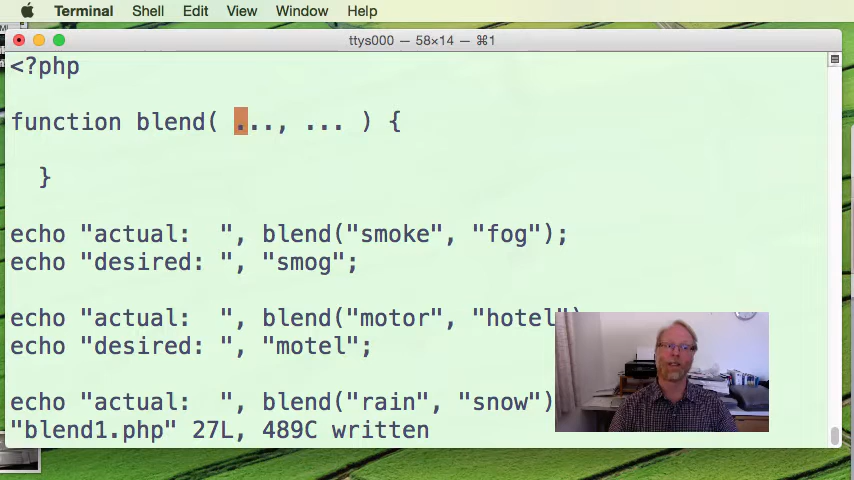 Terminal Shell Edit View Window Help
ttys000 — 58×14 — ⌘1
<?php
function blend( ..., ... ) {
}
echo "actual:  ", blend("smoke", "fog");
echo "desired: ", "smog";
echo "actual:  ", blend("motor", "hotel")
echo "desired: ", "motel";
echo "actual:  ", blend("rain", "snow")
"blend1.php" 27L, 489C written